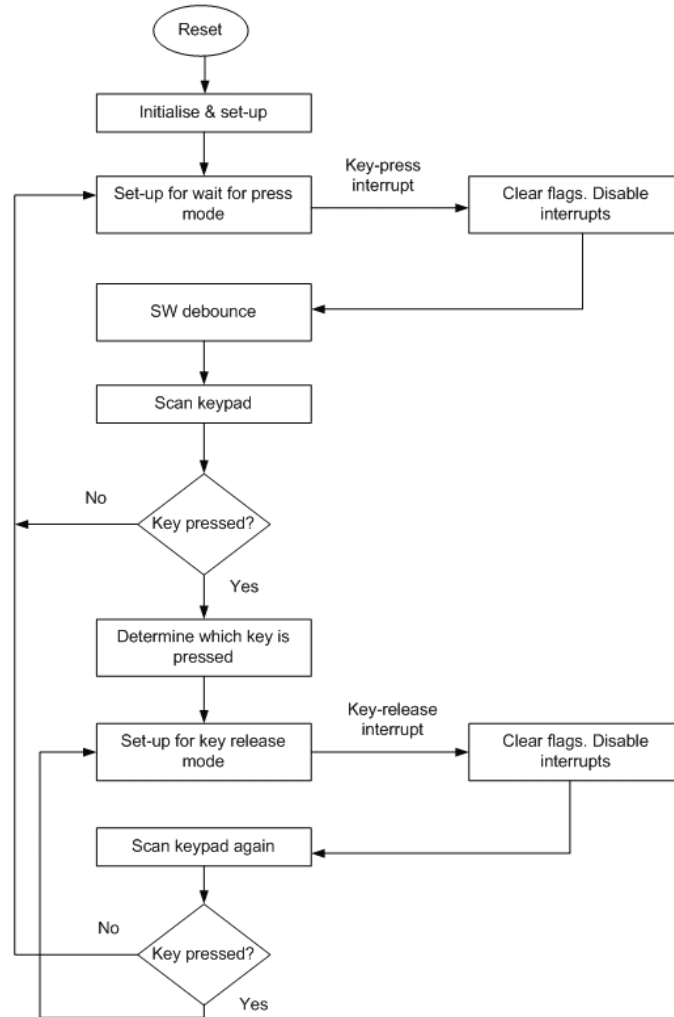 Reset
Initialise & set-up
Key-press
interrupt
Set-up for wait for press
mode
Clear flags. Disable
interrupts
SW debounce
Scan keypad
No
Key pressed?
Yes
Determine which key is
pressed
Key-release
interrupt
Set-up for key release
mode
Clear flags. Disable
interrupts
Scan keypad again
No
Key pressed?
Yes